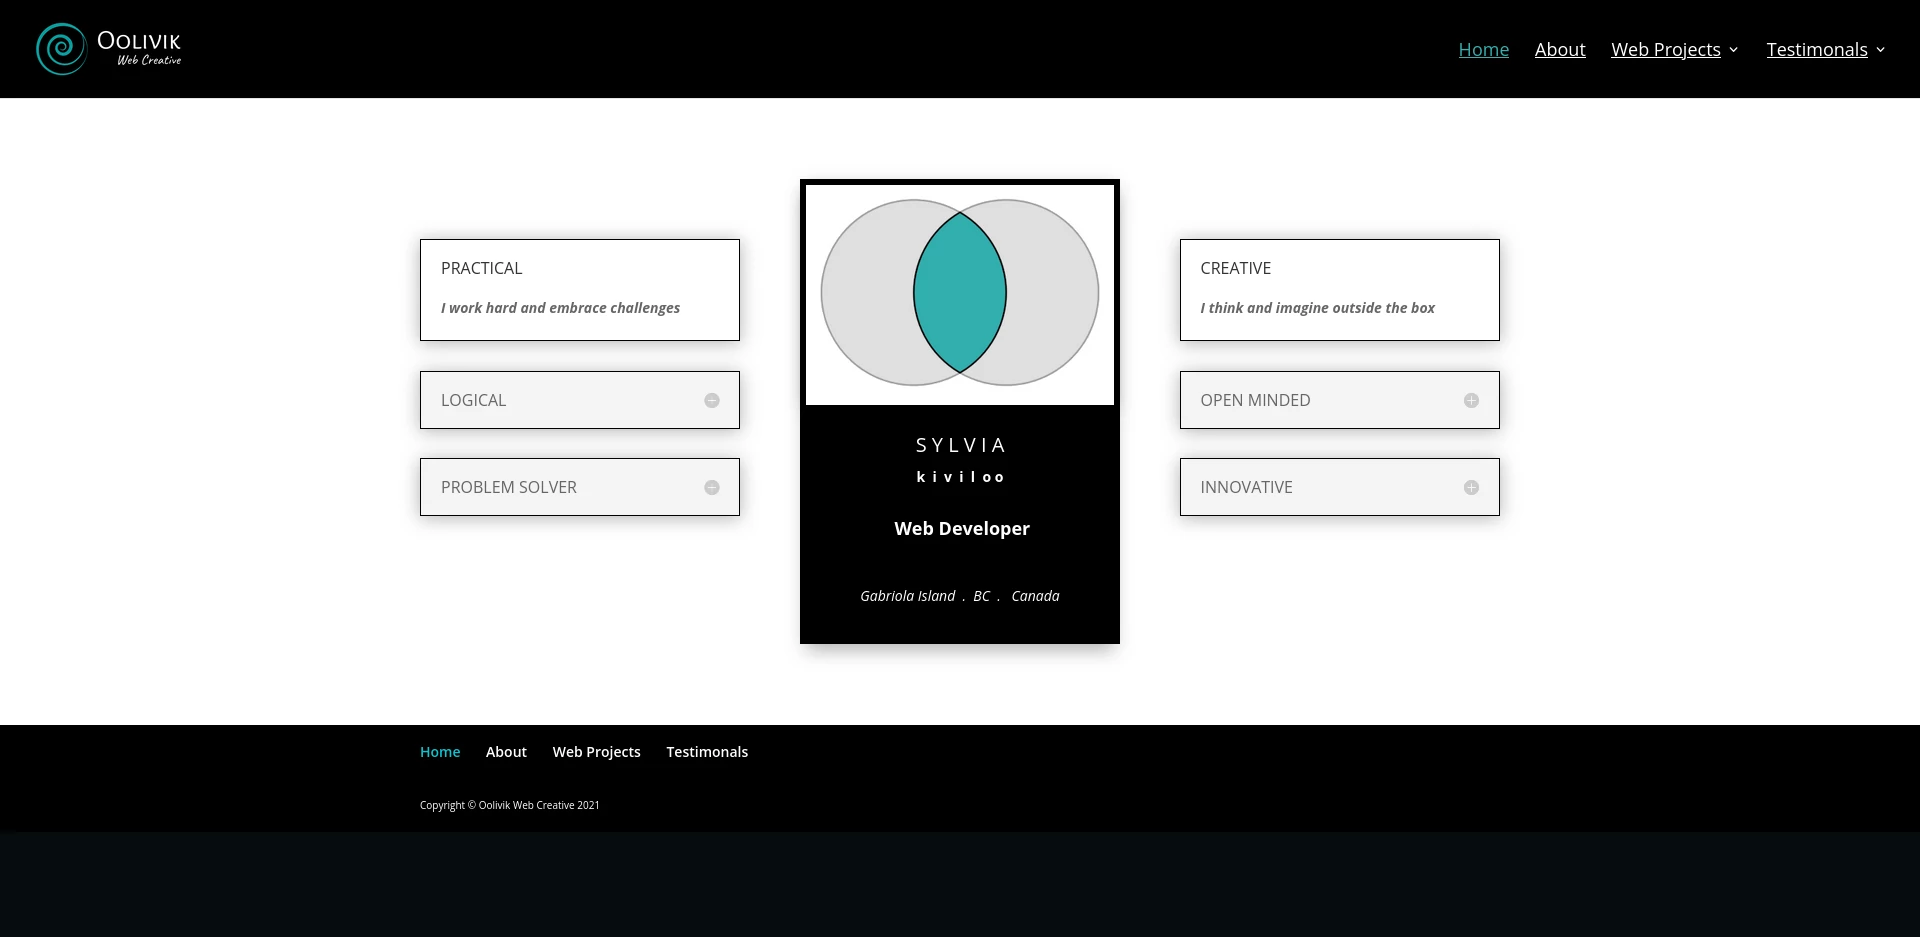 OOLIVIK
Web Creative
Home About Web Projects Testimonals
PRACTICAL
I work hard and embrace challenges
LOGICAL
PROBLEM SOLVER
SYLVIA
kiviloo
Web Developer
Gabriola Island . BC . Canada
CREATIVE
I think and imagine outside the box
OPEN MINDED
INNOVATIVE
Home About Web Projects Testimonals
Copyright © Oolivik Web Creative 2021